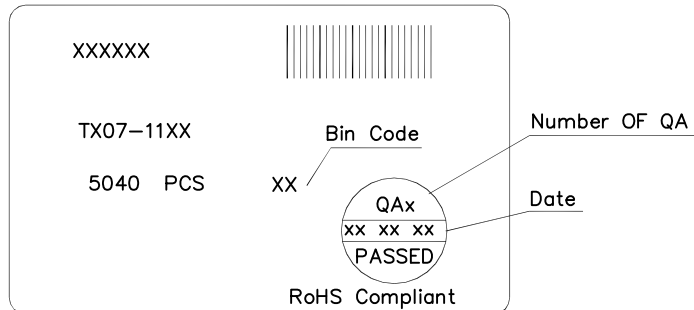 XXXXXX
TX07-11XX
Bin Code
Number OF QA
5040 PCS
XX
QAx
Date
XX XX XX
PASSED
RoHS Compliant